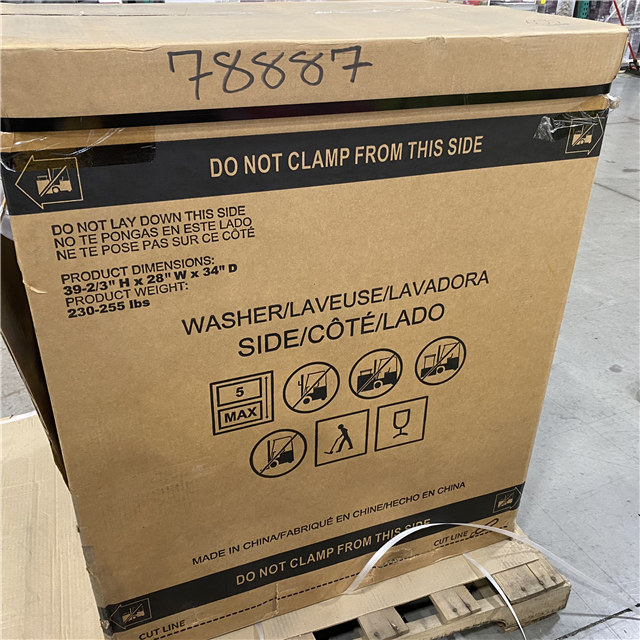 78887
DO NOT CLAMP FROM THIS SIDE
DO NOT LAY DOWN THIS SIDE
NO TE PONGAS EN ESTE LADO
NE TE POSE PAS SUR CE CÔTÉ
PRODUCT DIMENSIONS:
39-2/3" H x 28" W x 34" D
PRODUCT WEIGHT:
230-255 lbs
WASHER/LAVEUSE/LAVADORA
SIDE/CÔTÉ/LADO
5
MAX
MADE IN CHINA/FABRIQUÉ EN CHINE/HECHO EN CHINA
DO NOT CLAMP FROM THIS SIDE
CUT LINE
CUT LINE